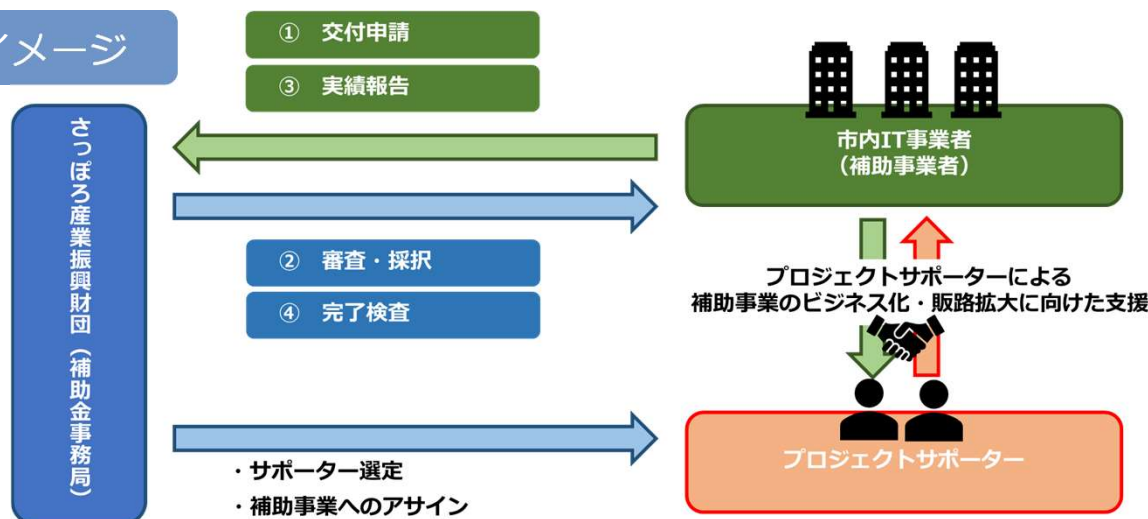 イメージ
① 交付申請
③ 実績報告
さっぽろ産業振興財団（補助金事務局）
市内IT事業者
（補助事業者）
② 審査・採択
④ 完了検査
プロジェクトサポーターによる
補助事業のビジネス化・販路拡大に向けた支援
・サポーター選定
・補助事業へのアサイン
プロジェクトサポーター